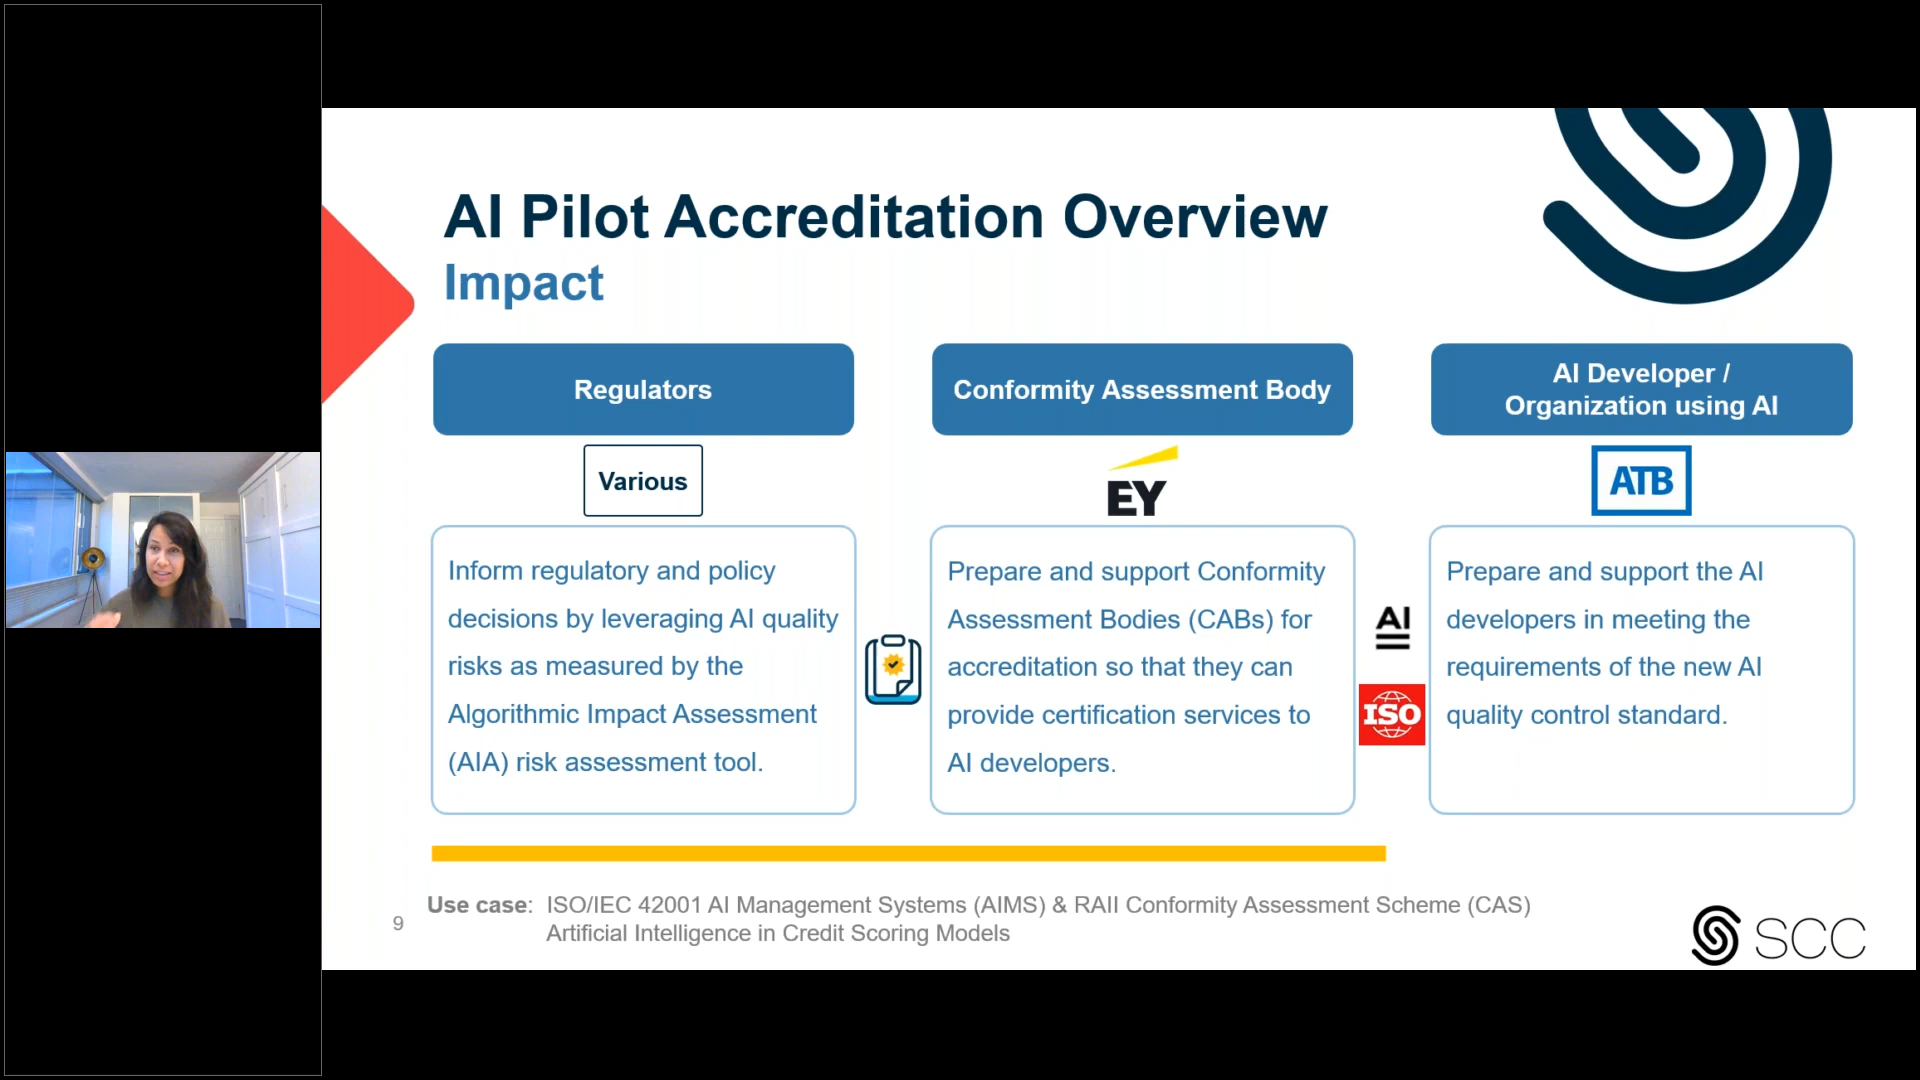 AI Pilot Accreditation Overview
Impact
Regulators
Various
Inform regulatory and policy
decisions by leveraging AI quality
risks as measured by the
Algorithmic Impact Assessment
(AIA) risk assessment tool.
Conformity Assessment Body
EY
Prepare and support Conformity
Assessment Bodies (CABs) for
accreditation so that they can
provide certification services to
AI developers.
AI
ISO
AI Developer /
Organization using AI
ATB
Prepare and support the AI
developers in meeting the
requirements of the new AI
quality control standard.
Use case: ISO/IEC 42001 AI Management Systems (AIMS) & RAII Conformity Assessment Scheme (CAS)
Artificial Intelligence in Credit Scoring Models
9
SCC